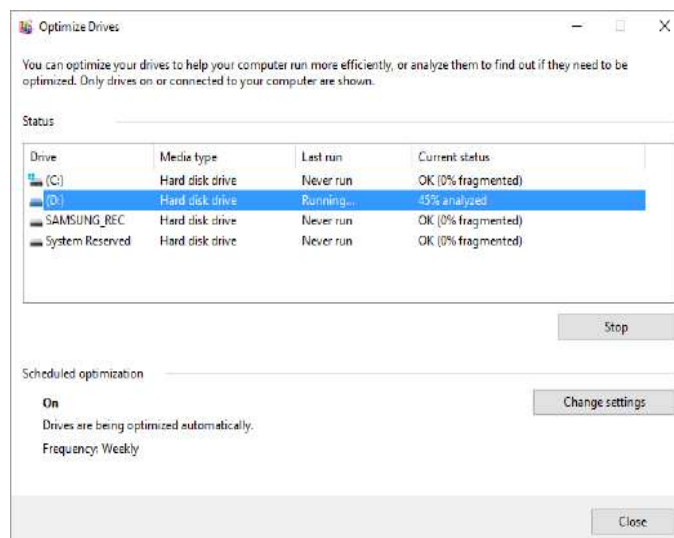 Optimize Drives
You can optimize your drives to help your computer run more efficiently, or analyze them to find out if they need to be
optimized. Only drives on or connected to your computer are shown.
Status
Drive Media type Last run Current status
(C:) Hard disk drive Never run OK (0% fragmented)
(D:) Hard disk drive Running... 45% analyzed
SAMSUNG_REC Hard disk drive Never run OK (0% fragmented)
System Reserved Hard disk drive Never run OK (0% fragmented)
Stop
Scheduled optimization
On
Change settings
Drives are being optimized automatically.
Frequency: Weekly
Close